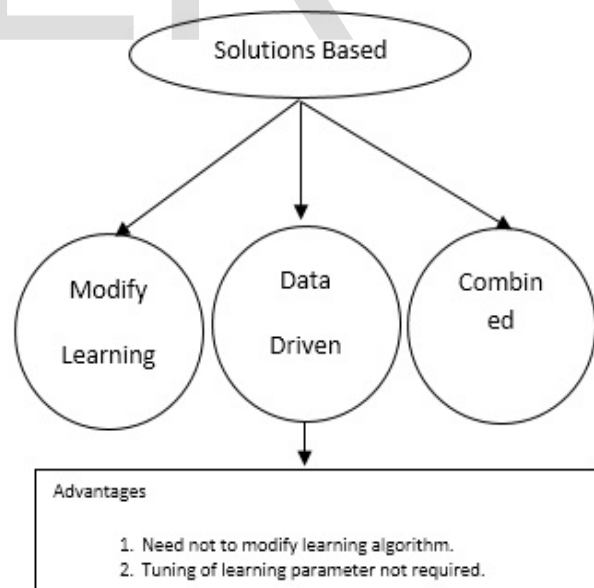 Solutions Based
Modify
Learning
Data
Driven
Combin
ed
Advantages
1. Need not to modify learning algorithm.
2. Tuning of learning parameter not required.